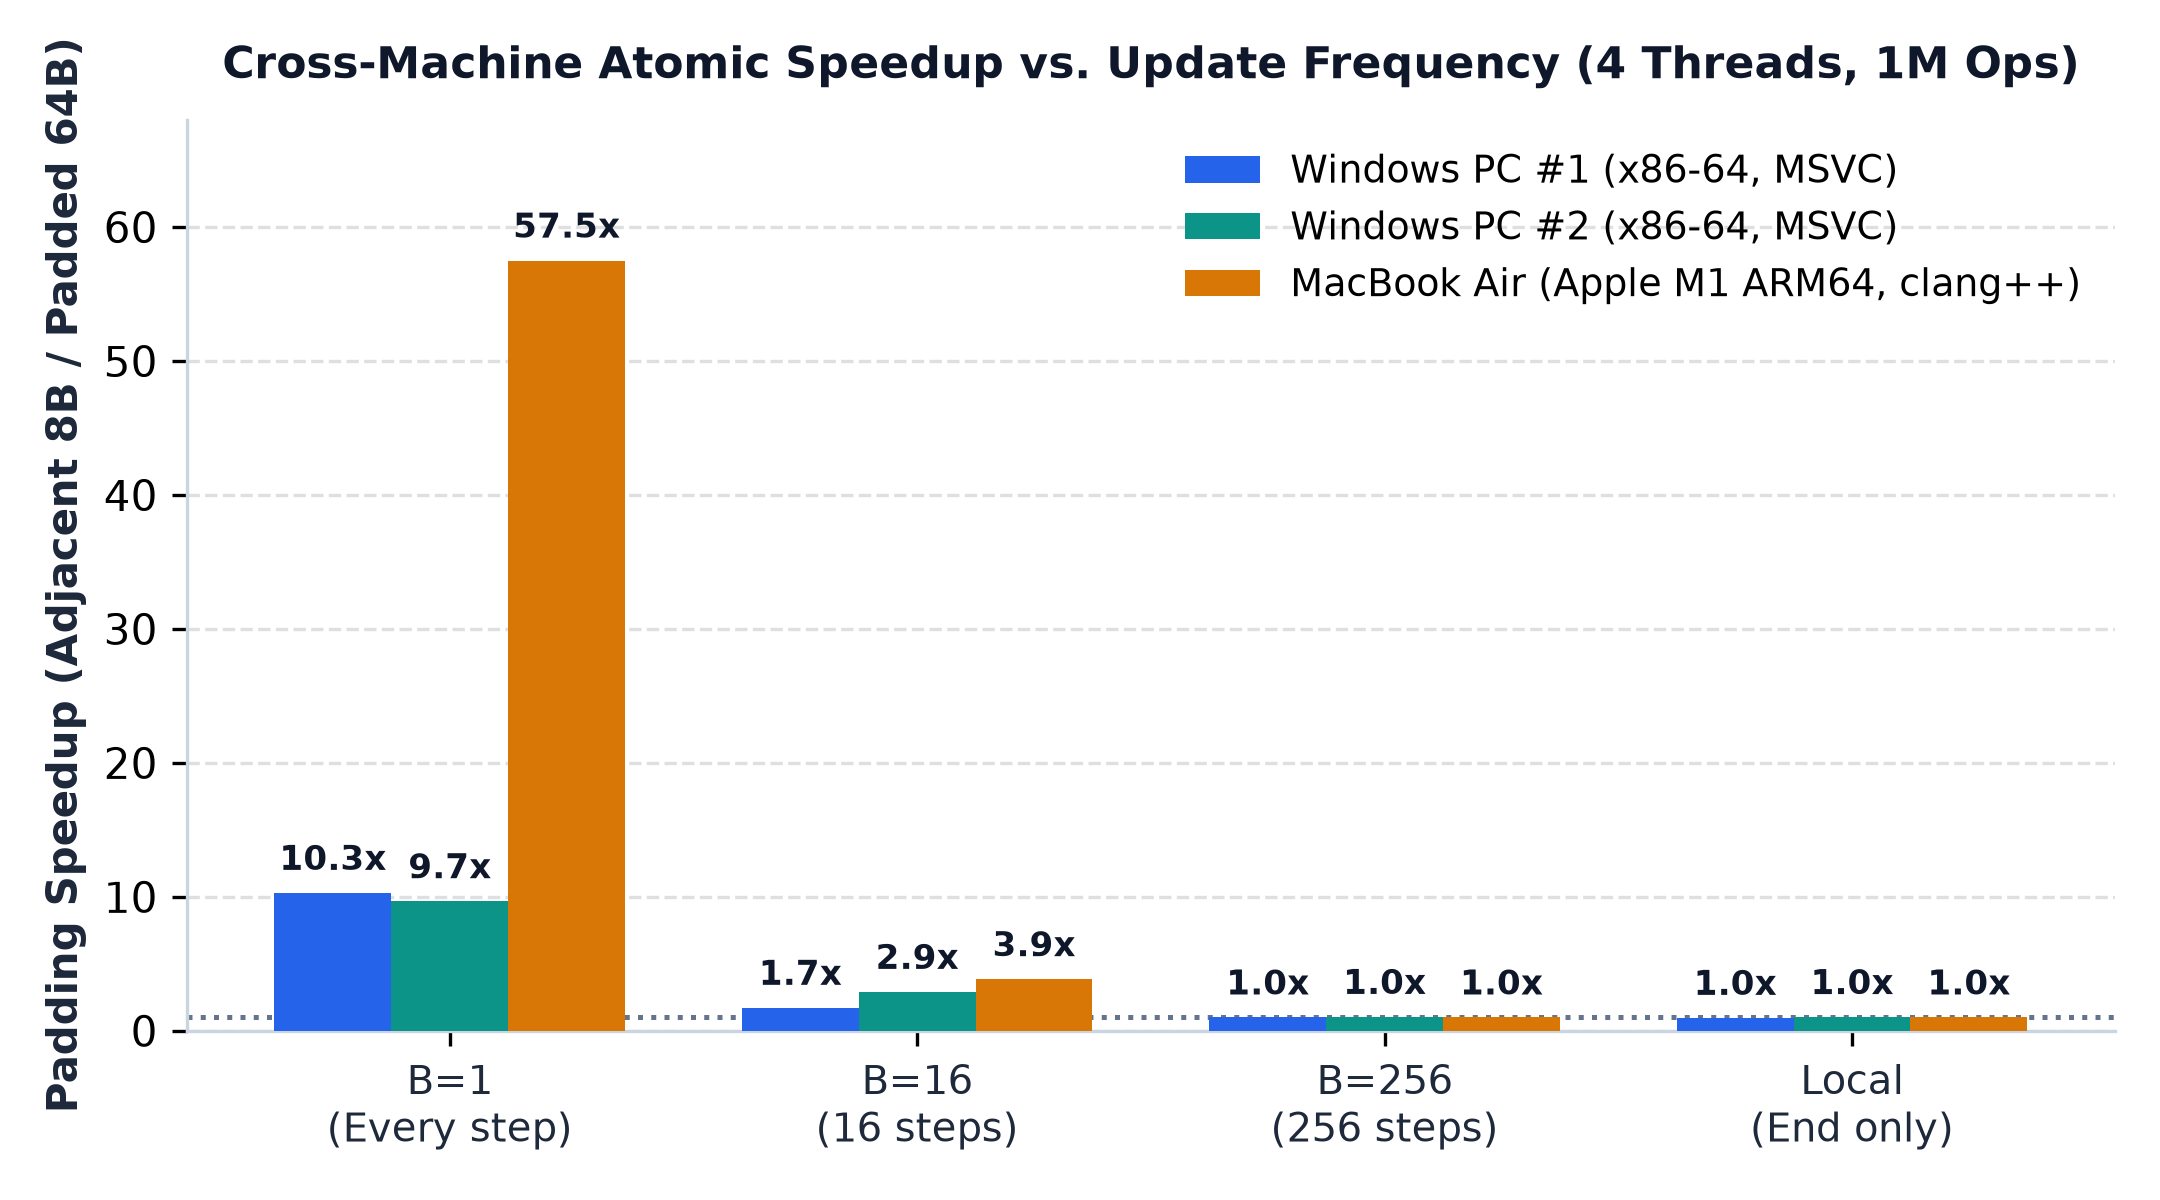 Cross-Machine Atomic Speedup vs. Update Frequency (4 Threads, 1M Ops)
Padding Speedup (Adjacent 8B / Padded 64B)
Windows PC #1 (x86-64, MSVC)
Windows PC #2 (x86-64, MSVC)
MacBook Air (Apple M1 ARM64, clang++)
60
50
40
30
20
10
0
10.3x
9.7x
57.5x
1.7x
2.9x
3.9x
1.0x
1.0x
1.0x
1.0x
1.0x
1.0x
B=1
(Every step)
B=16
(16 steps)
B=256
(256 steps)
Local
(End only)